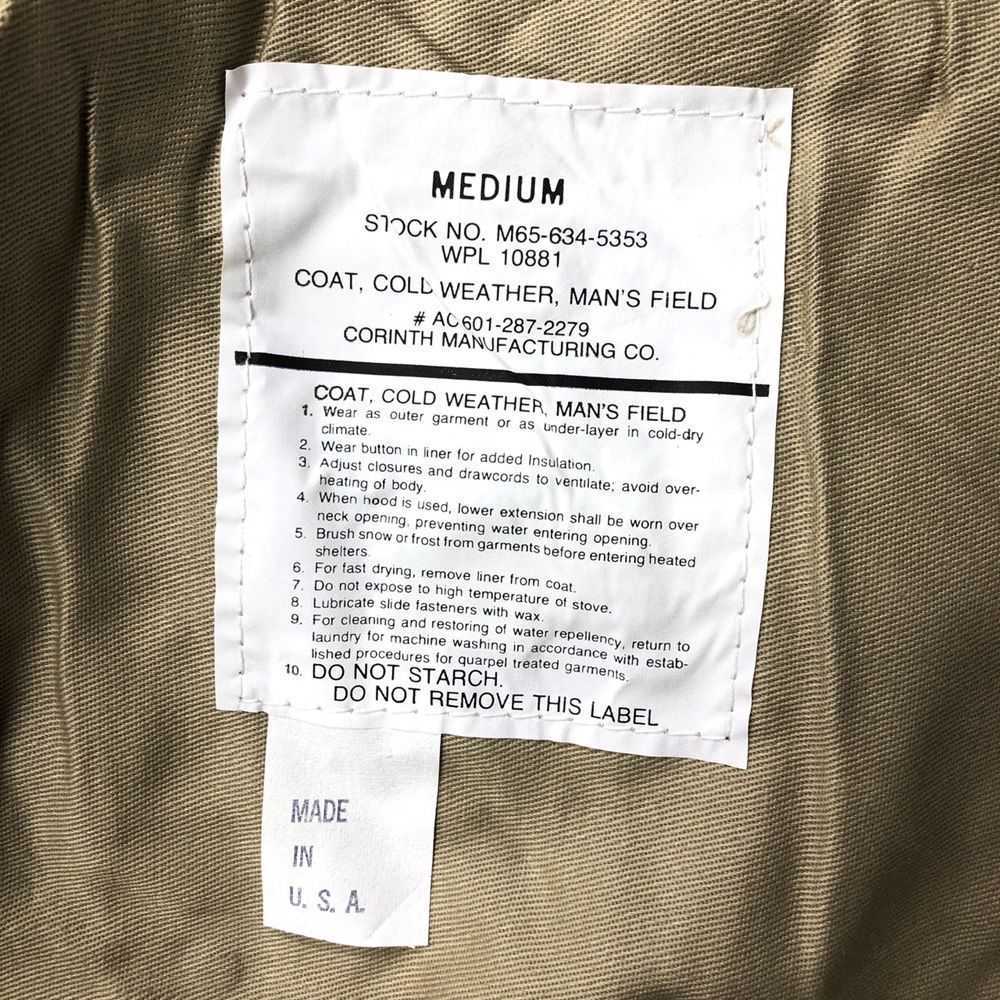 MEDIUM
STOCK NO. M65-634-5353
WPL 10881
COAT, COLD WEATHER, MAN'S FIELD
# AC601-287-2279
CORINTH MANUFACTURING CO.
COAT, COLD WEATHER, MAN'S FIELD
1. Wear as outer garment or as under-layer in cold-dry
climate.
2. Wear button in liner for added Insulation.
3. Adjust closures and drawcords to ventilate; avoid over-
heating of body.
4. When hood is used, lower extension shall be worn over
neck opening, preventing water entering opening.
5. Brush snow or frost from garments before entering heated
shelters.
6. For fast drying, remove liner from coat.
7. Do not expose to high temperature of stove.
8. Lubricate slide fasteners with wax.
9. For cleaning and restoring of water repellency, return to
laundry for machine washing in accordance with estab-
lished procedures for quarpel treated garments.
10. DO NOT STARCH.
DO NOT REMOVE THIS LABEL
MADE
IN
U. S. A.